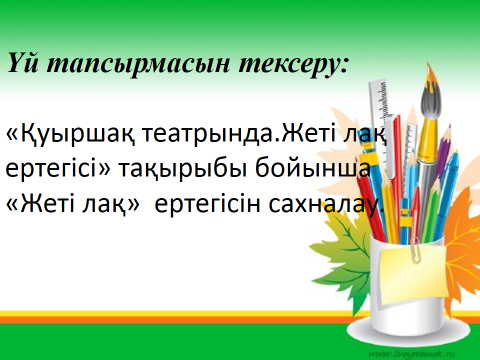 Үй тапсырмасын тексеру:
«Қуыршақ театрында.Жеті лақ
ертегісі» тақырыбы бойынша
«Жеті лақ»  ертегісін сахналау.